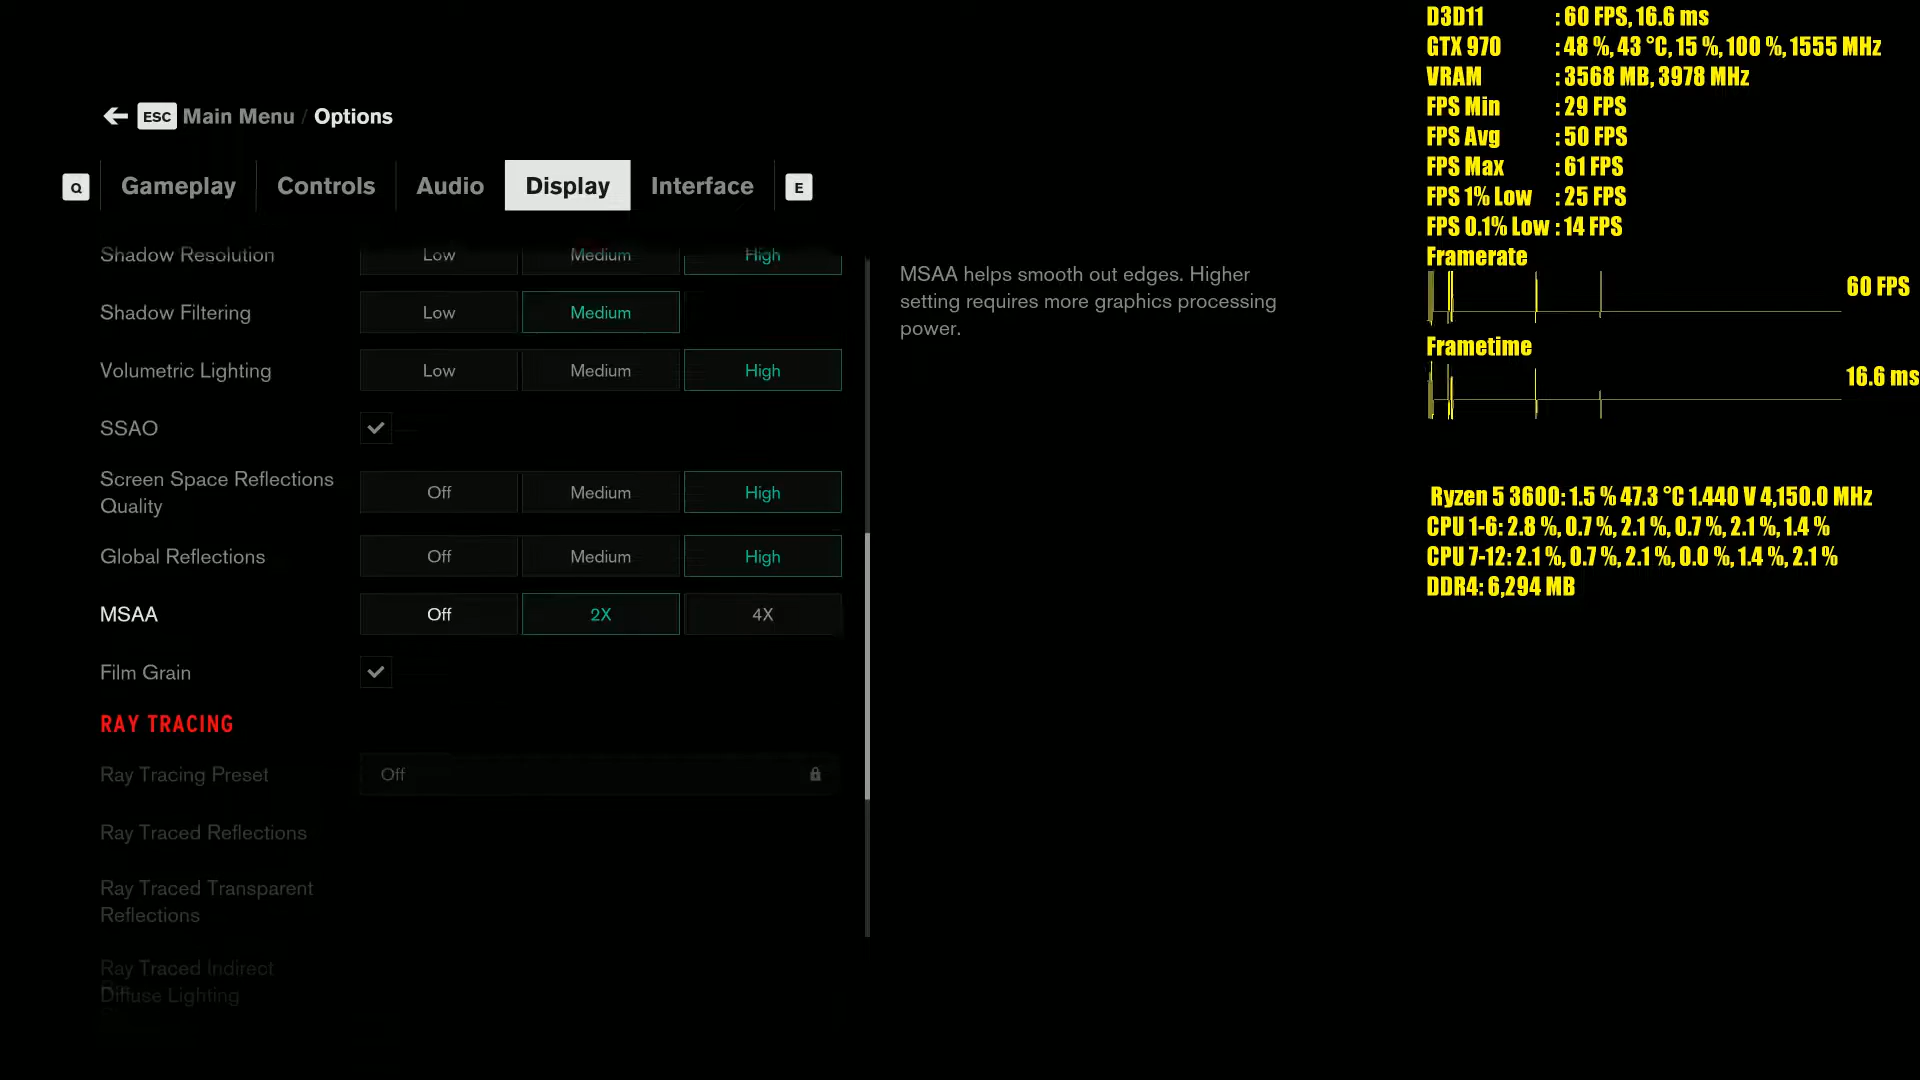 ESC Main Menu / Options
Q Gameplay Controls Audio Display Interface E
Shadow Resolution Low Medium High
Shadow Filtering Low Medium
Volumetric Lighting Low Medium High
SSAO
Screen Space Reflections
Quality
Off Medium High
Global Reflections Off Medium High
MSAA Off 2X 4X
Film Grain
RAY TRACING
Ray Tracing Preset Off
Ray Traced Reflections
Ray Traced Transparent
Reflections
Ray Traced Indirect
Diffuse Lighting
MSAA helps smooth out edges. Higher
setting requires more graphics processing
power.
D3D11 : 60 FPS, 16.6 ms
GTX 970 : 48 %, 43 °C, 15 %, 100 %, 1555 MHz
VRAM : 3568 MB, 3978 MHz
FPS Min : 29 FPS
FPS Avg : 50 FPS
FPS Max : 61 FPS
FPS 1% Low : 25 FPS
FPS 0.1% Low : 14 FPS
Framerate
60 FPS
Frametime
16.6 ms
Ryzen 5 3600: 1.5 % 47.3 °C 1.440 V 4,150.0 MHz
CPU 1-6: 2.8 %, 0.7 %, 2.1 %, 0.7 %, 2.1 %, 1.4 %
CPU 7-12: 2.1 %, 0.7 %, 2.1 %, 0.0 %, 1.4 %, 2.1 %
DDR4: 6,294 MB